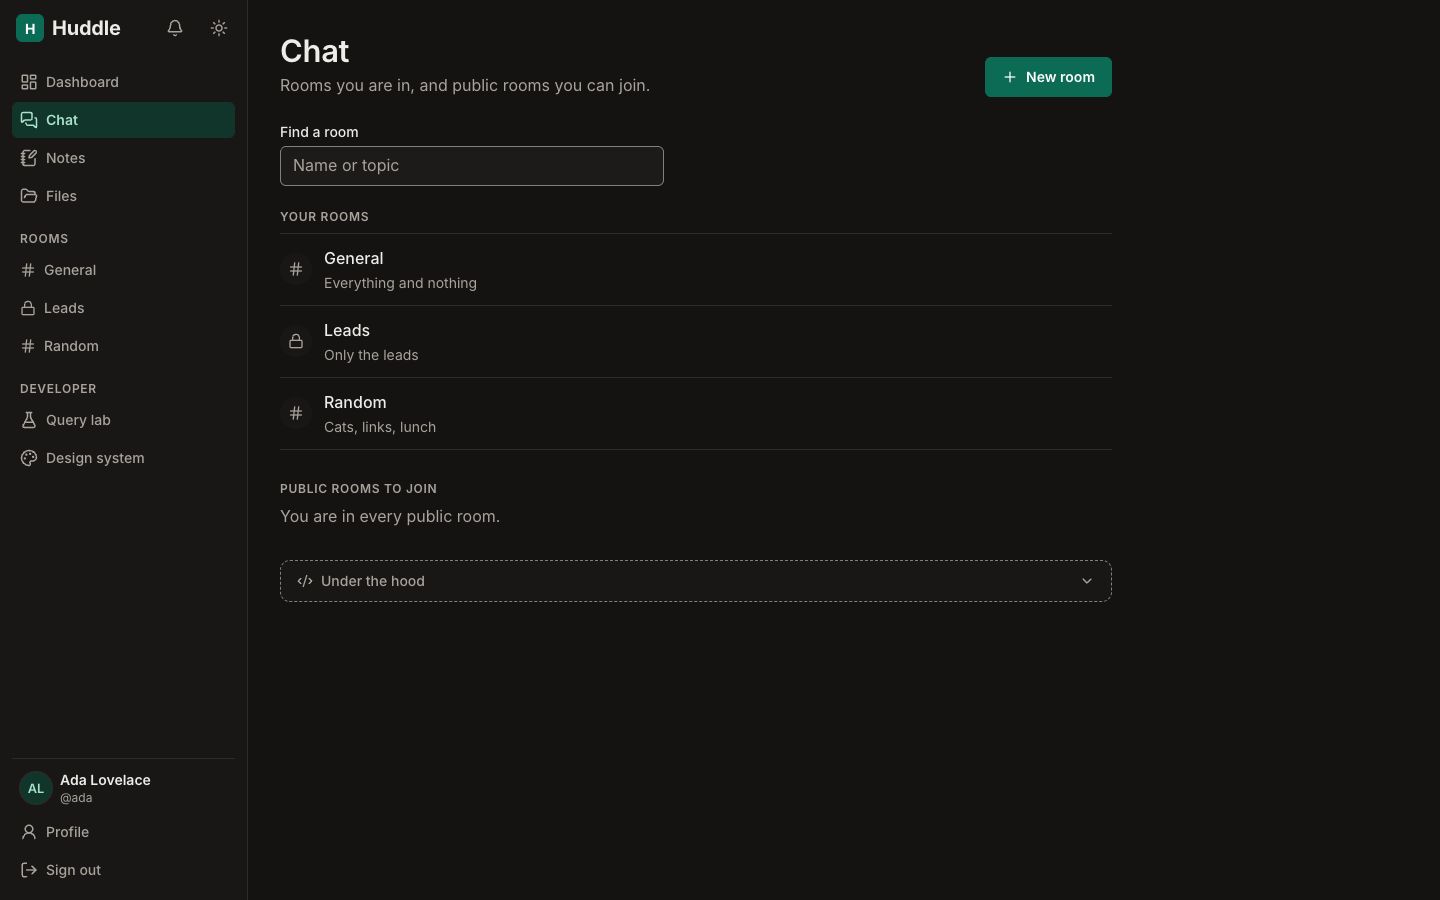 H Huddle
Dashboard
Chat
Notes
Files
ROOMS
General
Leads
Random
DEVELOPER
Query lab
Design system
AL
Ada Lovelace
@ada
Profile
Sign out
Chat
Rooms you are in, and public rooms you can join.
New room
Find a room
Name or topic
YOUR ROOMS
General
Everything and nothing
Leads
Only the leads
Random
Cats, links, lunch
PUBLIC ROOMS TO JOIN
You are in every public room.
Under the hood